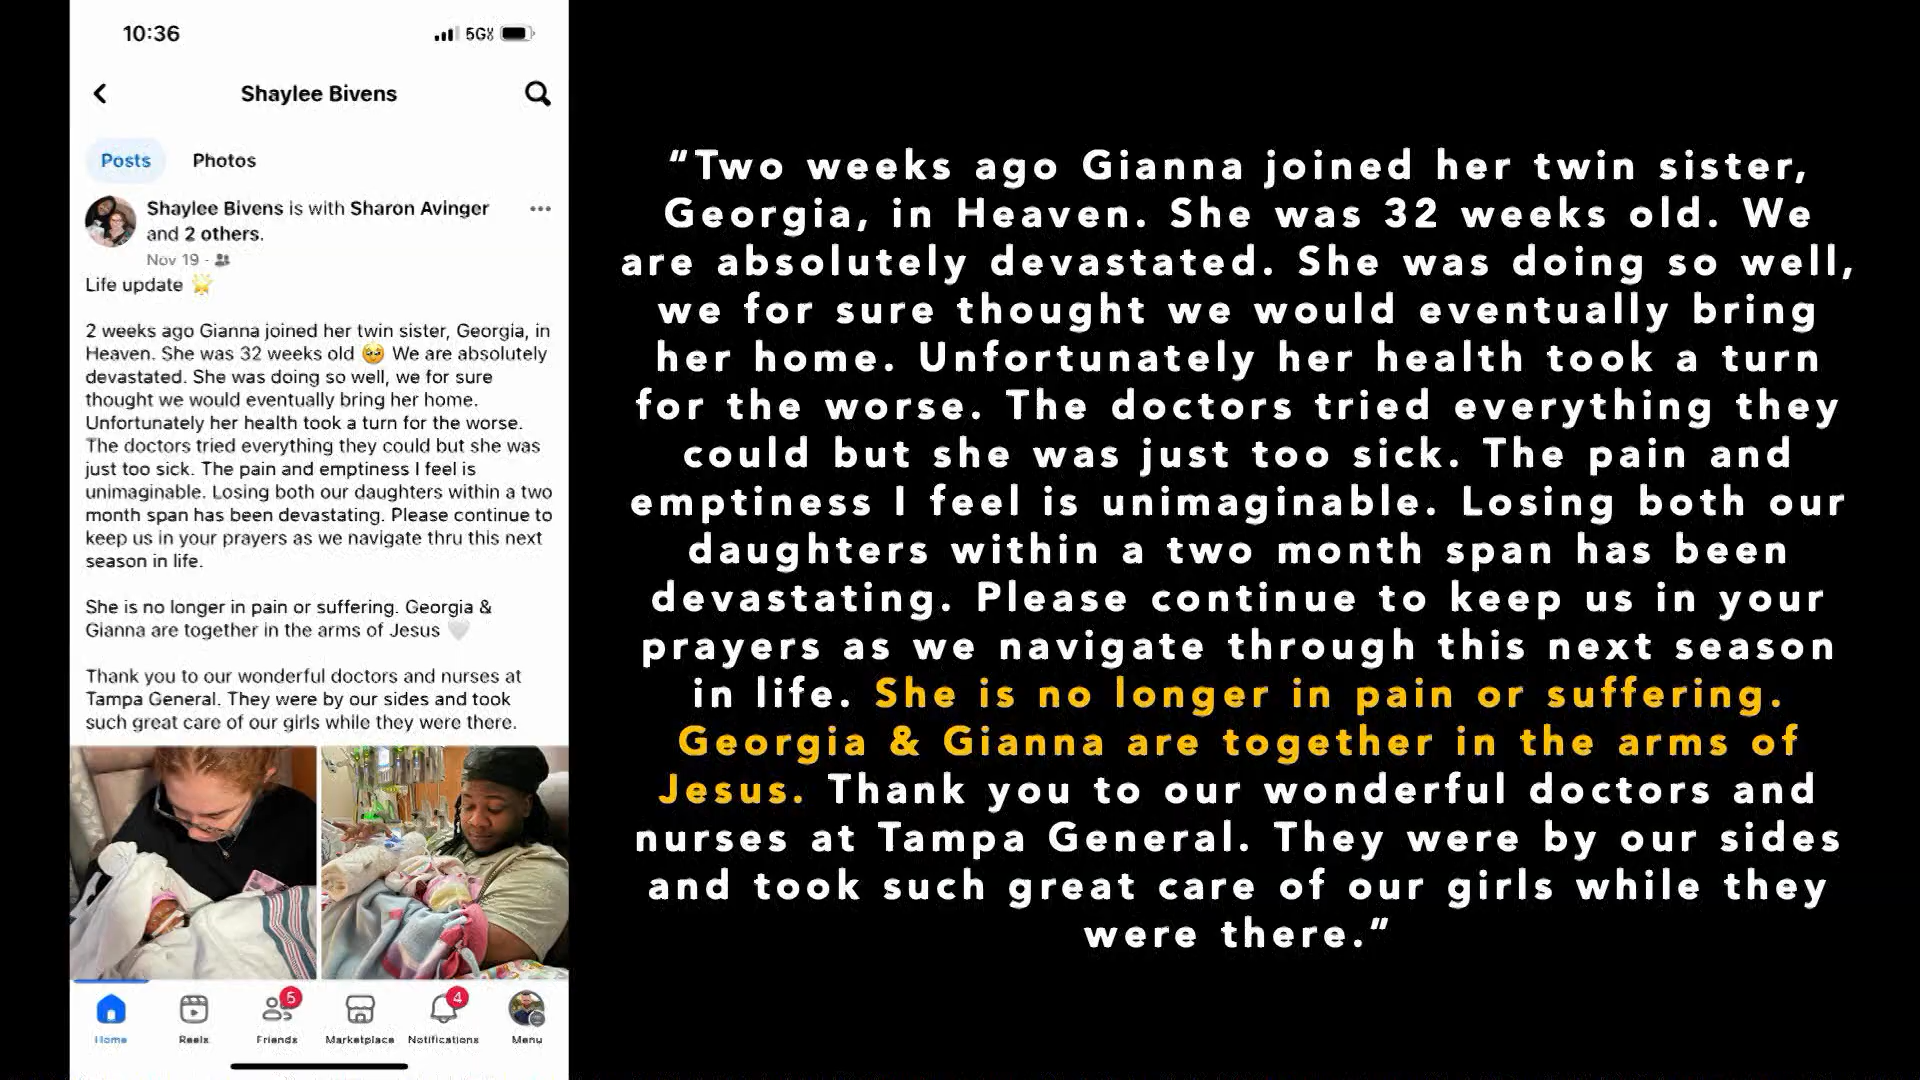 10:36
5G
Shaylee Bivens
Posts
Photos
Shaylee Bivens is with Sharon Avinger
and 2 others.
Nov 19
Life update 🌟
2 weeks ago Gianna joined her twin sister, Georgia, in
Heaven. She was 32 weeks old 🥹 We are absolutely
devastated. She was doing so well, we for sure
thought we would eventually bring her home.
Unfortunately her health took a turn for the worse.
The doctors tried everything they could but she was
just too sick. The pain and emptiness I feel is
unimaginable. Losing both our daughters within a two
month span has been devastating. Please continue to
keep us in your prayers as we navigate thru this next
season in life.
She is no longer in pain or suffering. Georgia &
Gianna are together in the arms of Jesus 🤍
Thank you to our wonderful doctors and nurses at
Tampa General. They were by our sides and took
such great care of our girls while they were there.
5
4
Home
Reels
Friends
Marketplace
Notifications
Menu
“Two weeks ago Gianna joined her twin sister,
Georgia, in Heaven. She was 32 weeks old. We
are absolutely devastated. She was doing so well,
we for sure thought we would eventually bring
her home. Unfortunately her health took a turn
for the worse. The doctors tried everything they
could but she was just too sick. The pain and
emptiness I feel is unimaginable. Losing both our
daughters within a two month span has been
devastating. Please continue to keep us in your
prayers as we navigate through this next season
in life. She is no longer in pain or suffering.
Georgia & Gianna are together in the arms of
Jesus. Thank you to our wonderful doctors and
nurses at Tampa General. They were by our sides
and took such great care of our girls while they
were there.”